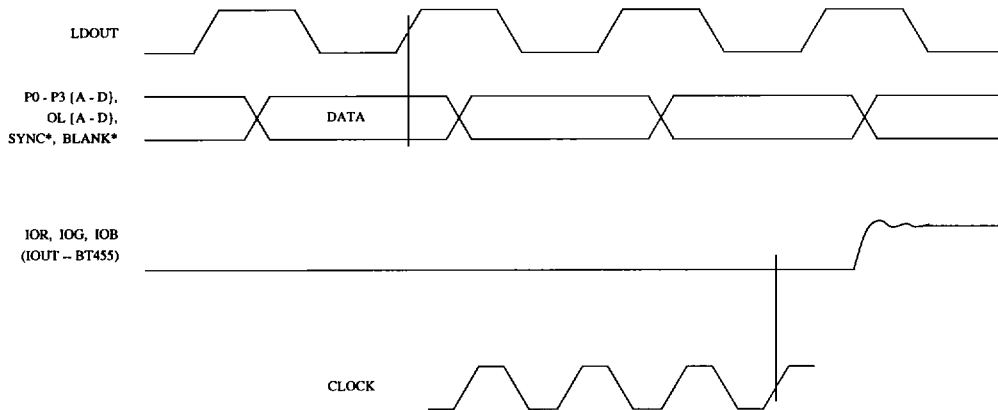 LDOUT
P0 - P3 {A - D},
OL {A - D},
SYNC*, BLANK*
DATA
IOR, IOG, IOB
(IOUT -- BT455)
CLOCK